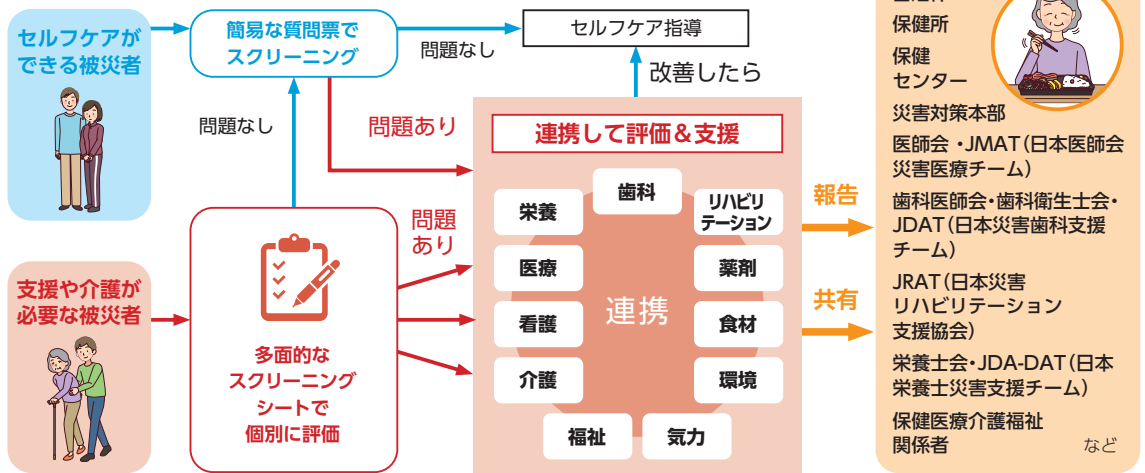 セルフケアが
できる被災者
簡易な質問票で
スクリーニング
問題なし
セルフケア指導
改善したら
問題なし
問題あり
連携して評価&支援
支援や介護が
必要な被災者
多面的な
スクリーニング
シートで
個別に評価
問題
あり
歯科
栄養
リハビリ
テーション
医療
薬剤
連携
看護
食材
介護
環境
福祉
気力
報告
共有
保健所
保健
センター
災害対策本部
医師会・JMAT(日本医師会
災害医療チーム)
歯科医師会・歯科衛生士会・
JDAT(日本災害歯科支援
チーム)
JRAT(日本災害
リハビリテーション
支援協会)
栄養士会・JDA-DAT(日本
栄養士災害支援チーム)
保健医療介護福祉
関係者
など